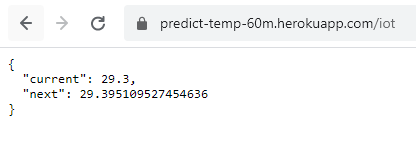 predict-temp-60m.herokuapp.com/iot
{
  "current": 29.3,
  "next": 29.395109527454636
}